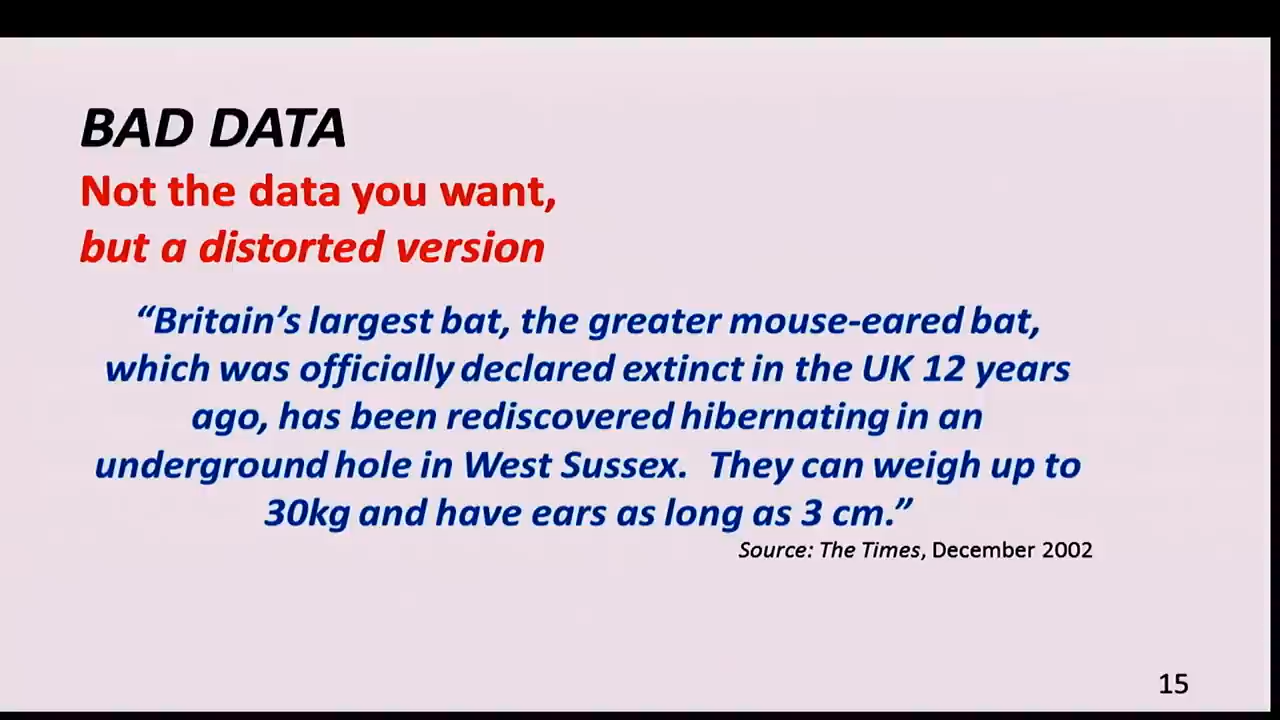 BAD DATA
Not the data you want,
but a distorted version
“Britain’s largest bat, the greater mouse-eared bat,
which was officially declared extinct in the UK 12 years
ago, has been rediscovered hibernating in an
underground hole in West Sussex.  They can weigh up to
30kg and have ears as long as 3 cm.”
Source: The Times, December 2002
15